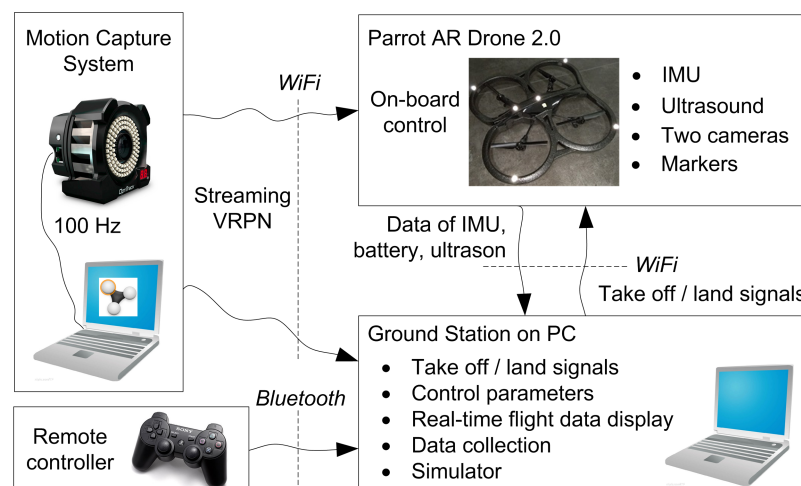 Motion Capture
System
OptiTrack
100 Hz
WiFi
Streaming
VRPN
Parrot AR Drone 2.0
On-board
control
• IMU
• Ultrasound
• Two cameras
• Markers
Data of IMU,
battery, ultrason
WiFi
Take off / land signals
Ground Station on PC
• Take off / land signals
• Control parameters
• Real-time flight data display
• Data collection
• Simulator
Bluetooth
Remote
controller
SONY